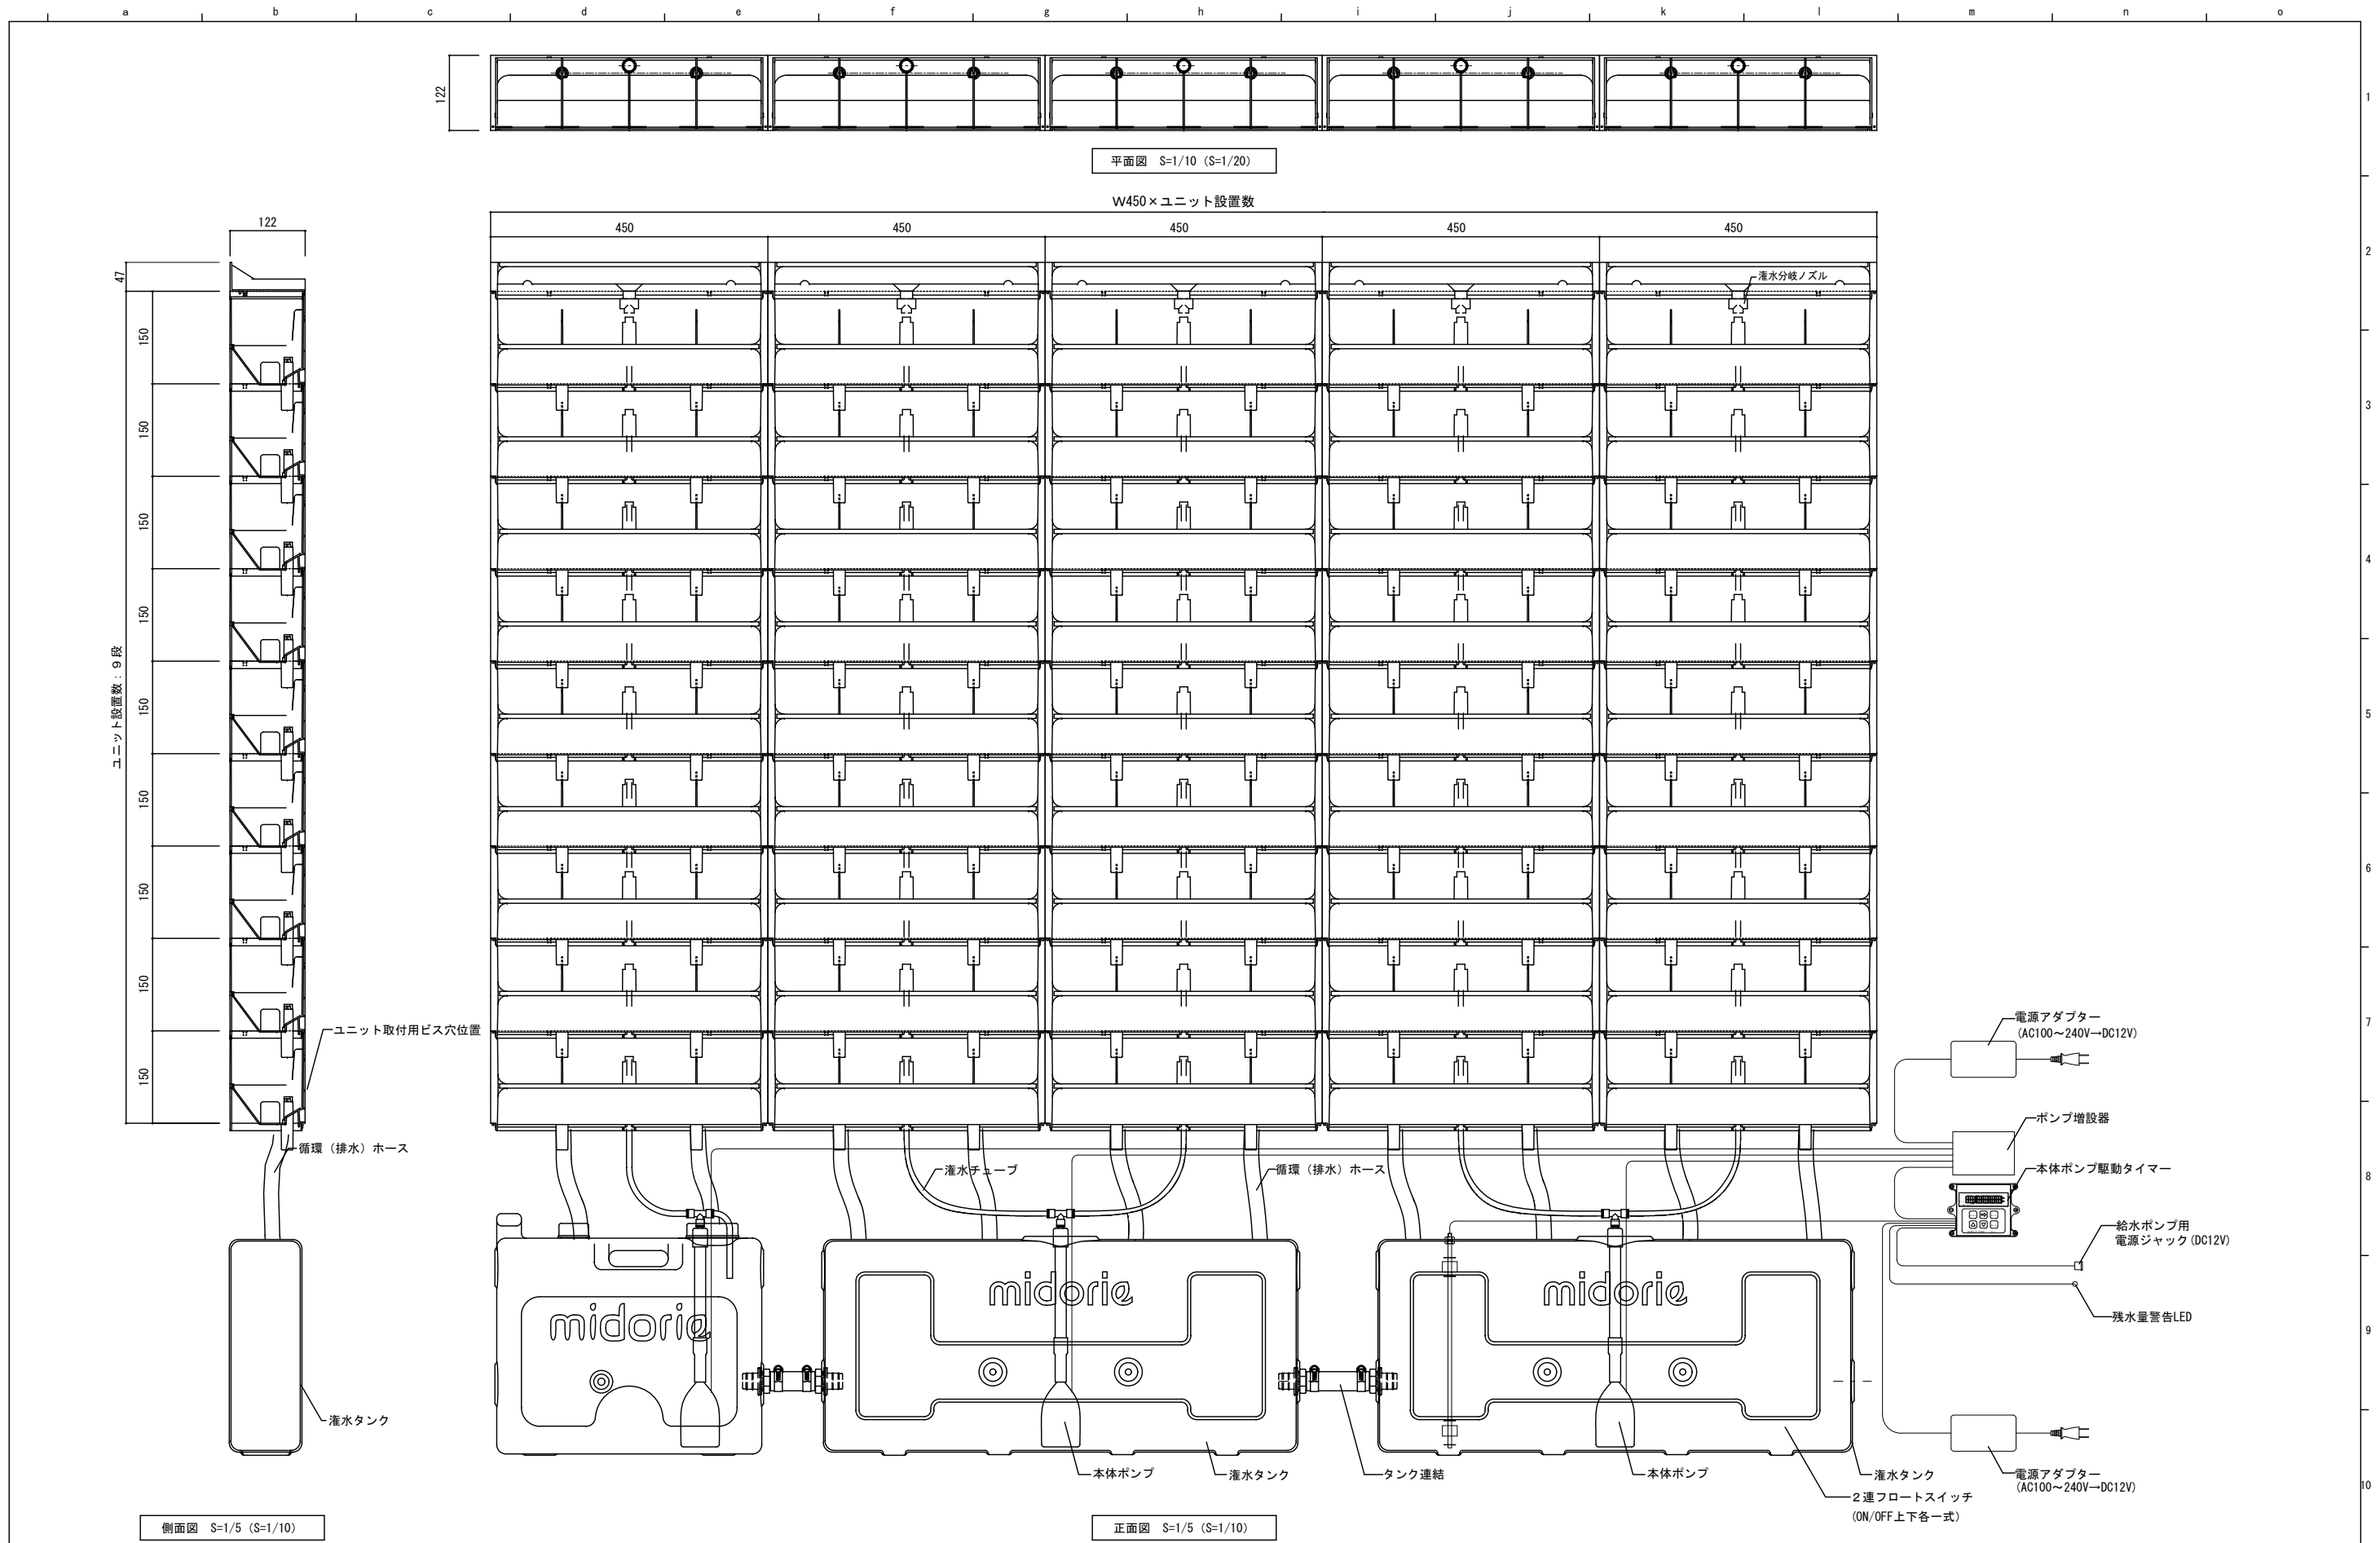 a b c d e f g h i j k l m n o
122
平面図 S=1/10 (S=1/20)
W450×ユニット設置数
450 450 450 450 450
122
47
150
150
150
150
150
150
150
150
150
ユニット設置数：９段
灌水分岐ノズル
1
2
3
4
5
6
7
8
9
10
ユニット取付用ビス穴位置
循環（排水）ホース
灌水タンク
灌水チューブ
循環（排水）ホース
電源アダプター
(AC100～240V→DC12V)
ポンプ増設器
本体ポンプ駆動タイマー
給水ポンプ用
電源ジャック(DC12V)
残水量警告LED
midorie
midorie
midorie
本体ポンプ
灌水タンク
タンク連結
本体ポンプ
灌水タンク
２連フロートスイッチ
(ON/OFF上下各一式)
電源アダプター
(AC100～240V→DC12V)
側面図 S=1/5 (S=1/10)
正面図 S=1/5 (S=1/10)